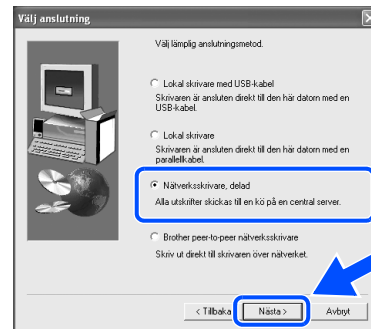 Välj anslutning
Välj lämplig anslutningsmetod.
Lokal skrivare med USB-kabel
Skrivaren är ansluten direkt till den här datorn med en
USB-kabel.
Lokal skrivare
Skrivaren är ansluten direkt till den här datorn med en
parallellkabel.
Nätverksskrivare, delad
Alla utskrifter skickas till en kö på en central server.
Brother peer-to-peer nätverksskrivare
Skriv ut direkt till skrivaren över nätverket.
< Tillbaka
Nästa >
Avbryt